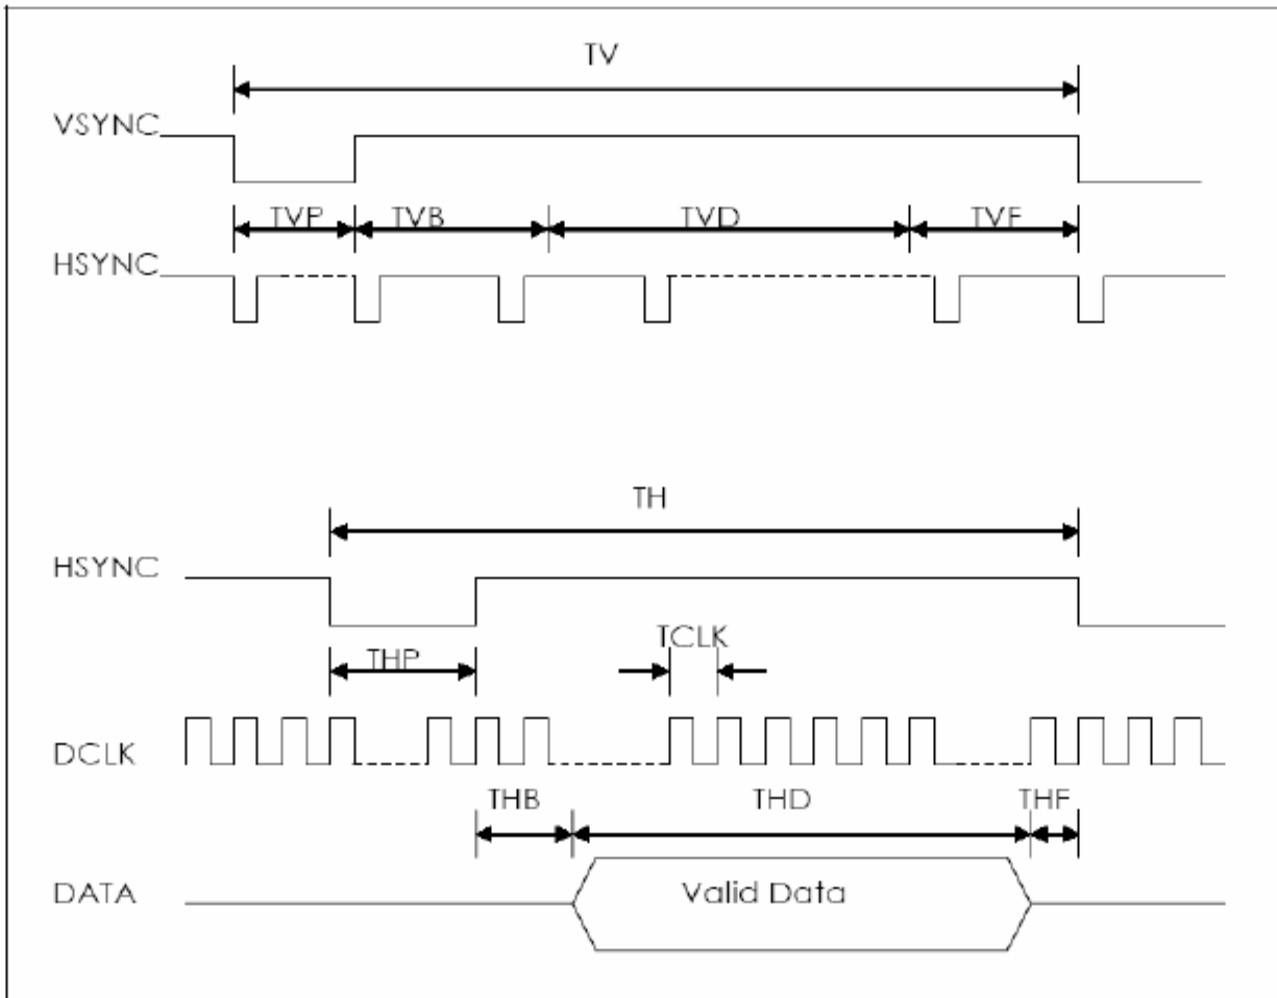 TV
VSYNC
TVP TVB TVD TVF
HSYNC
TH
HSYNC
TCLK
THP
DCLK
THB THD THF
DATA Valid Data